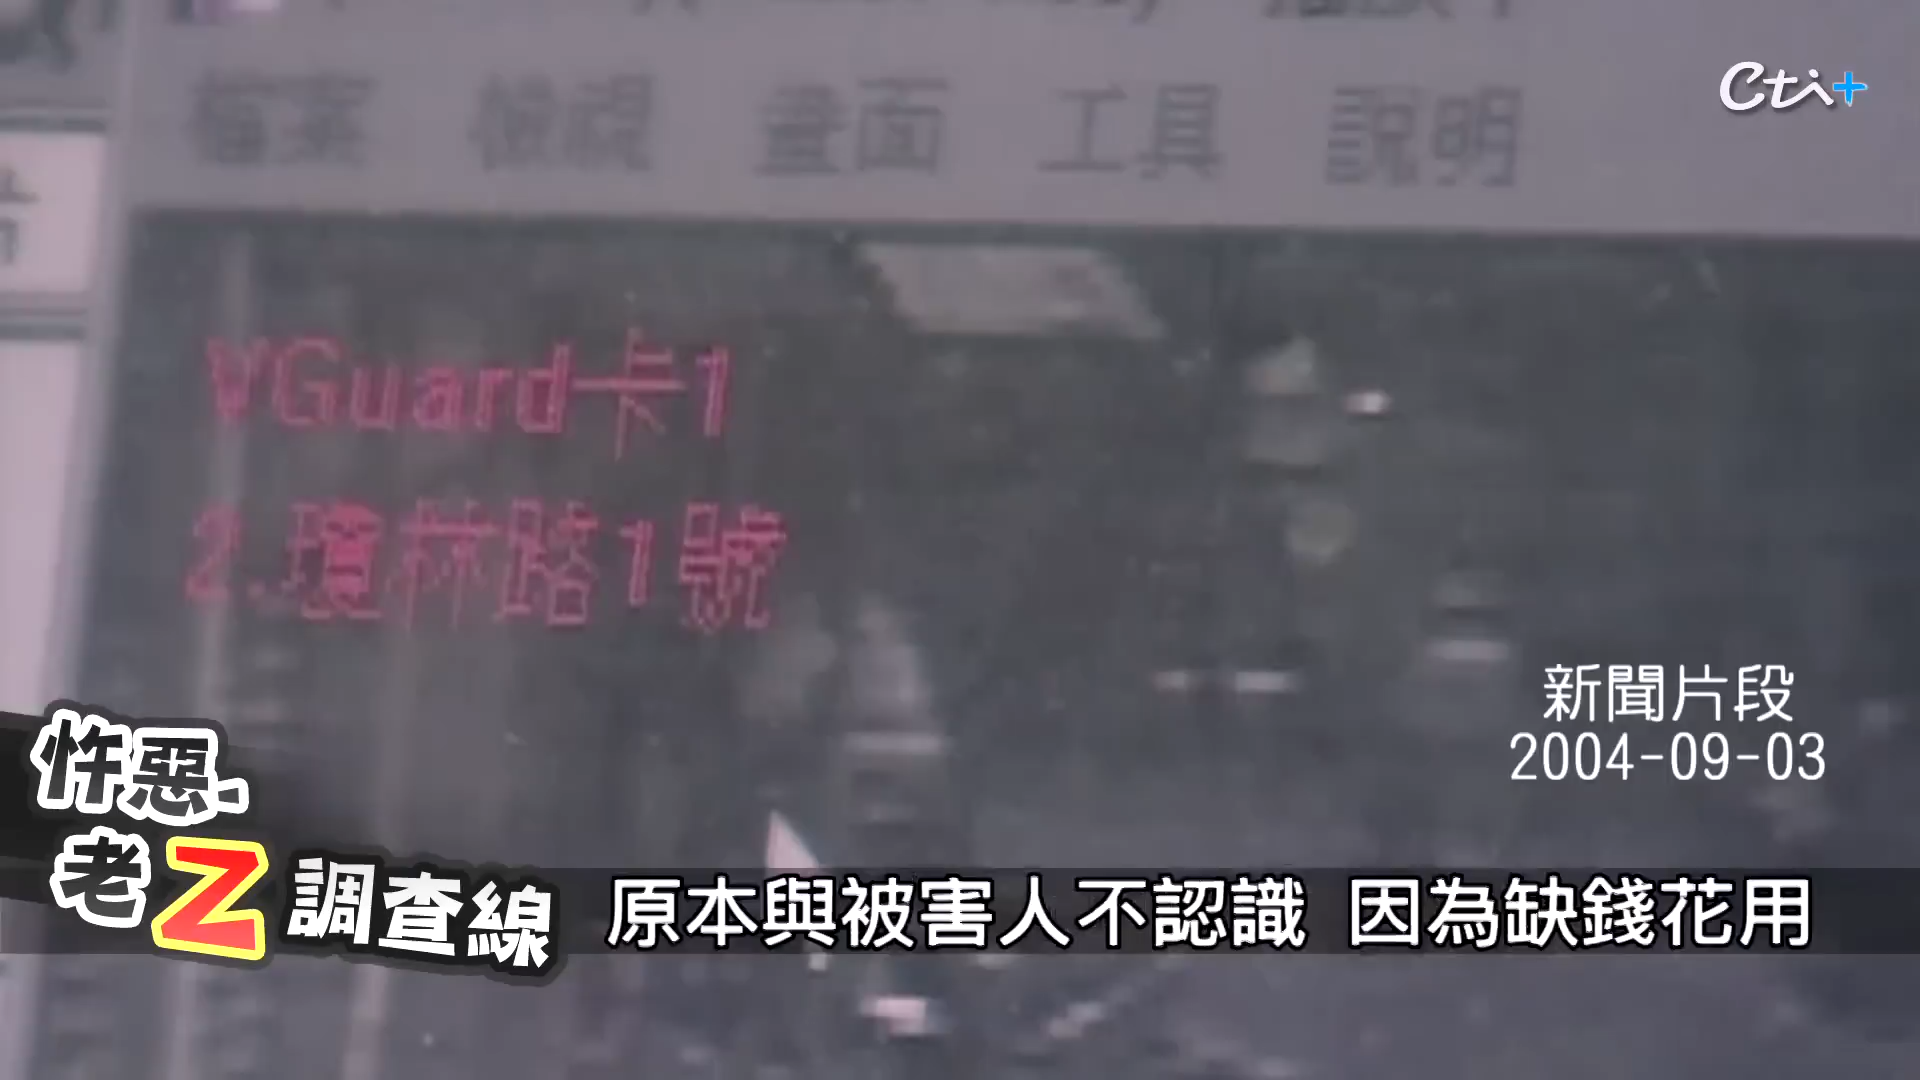 Cti+
檔案 檢視 畫面 工具 説明
VGuard卡1
2.瓊林路1號
新聞片段
2004-09-03
忤惡-
老Z調查線
原本與被害人不認識 因為缺錢花用